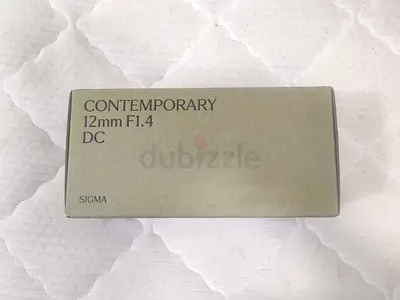 CONTEMPORARY
12mm F1.4
DC
dubizzle
SIGMA